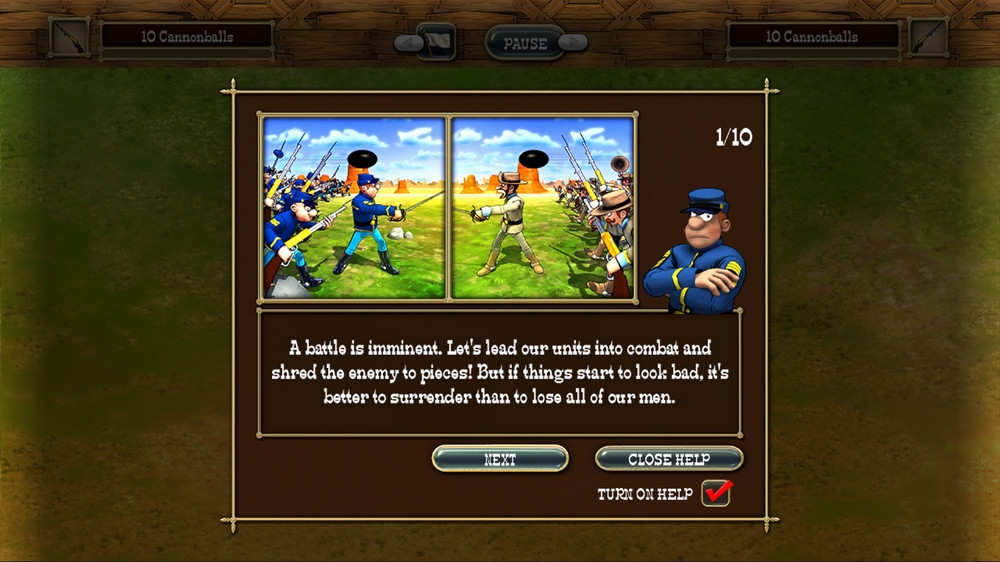 10 Cannonballs
PAUSE
10 Cannonballs
1/10
A battle is imminent. Let's lead our units into combat and
shred the enemy to pieces! But if things start to look bad, it's
better to surrender than to lose all of our men.
NEXT
CLOSE HELP
TURN ON HELP